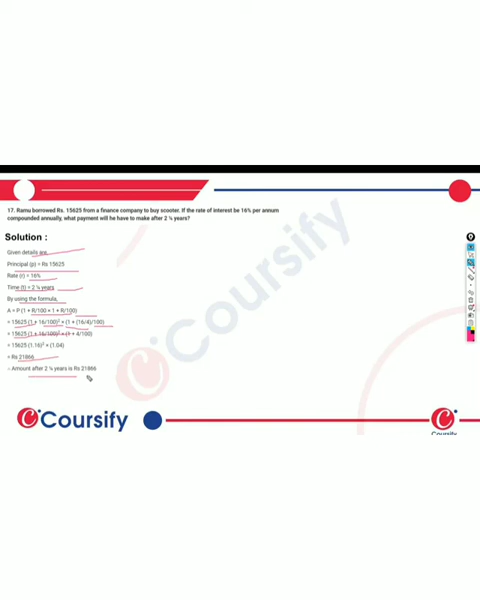 17. Ramu borrowed Rs. 15625 from a finance company to buy scooter. If the rate of interest be 16% per annum
compounded annually, what payment will he have to make after 2 ¼ years?
Solution :
Given details are,
Principal (p) = Rs 15625
Rate (r) = 16%
Time (t) = 2 ¼ years
By using the formula,
A = P (1 + R/100 × 1 + R/100)
= 15625 (1 + 16/100)² × (1 + (16/4)/100)
= 15625 (1 + 16/100)² × (1 + 4/100)
= 15625 (1.16)² × (1.04)
= Rs 21866
∴ Amount after 2 ¼ years is Rs 21866
Coursify
Coursify
Coursify